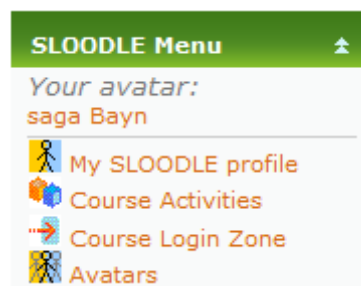 SLOODLE Menu
Your avatar:
saga Bayn
My SLOODLE profile
Course Activities
Course Login Zone
Avatars